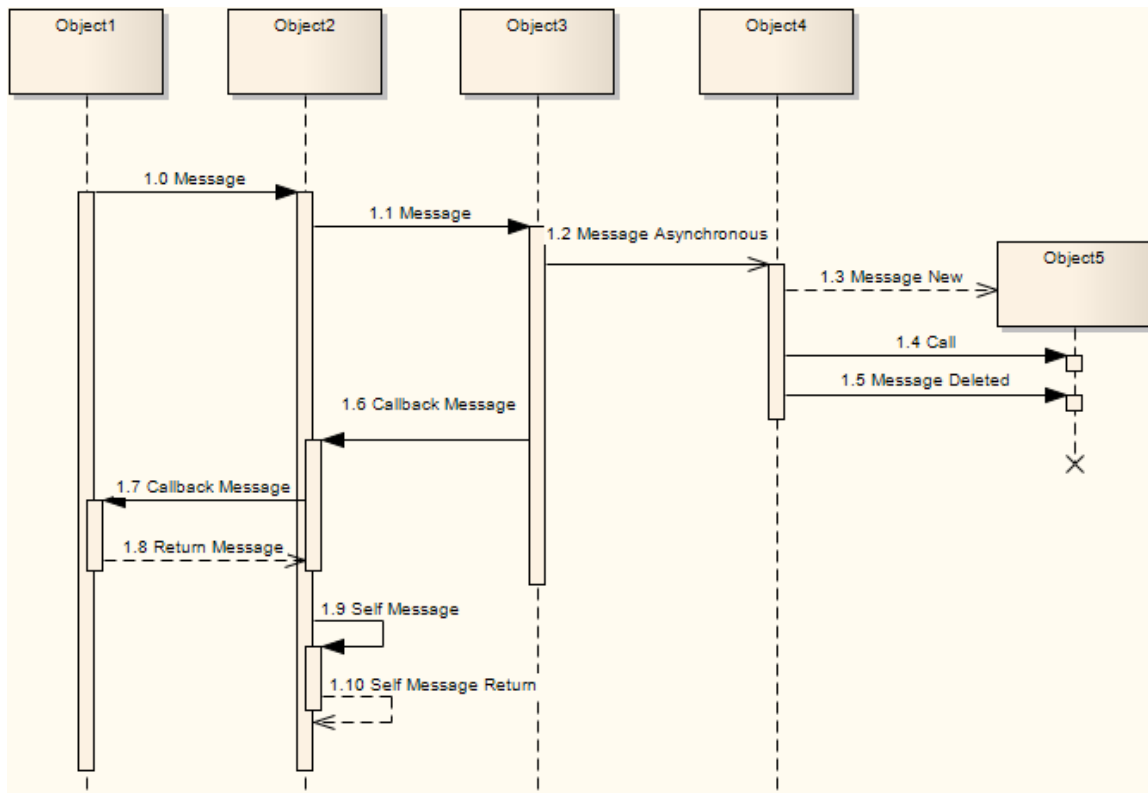 Object1
Object2
Object3
Object4
1.0 Message
1.1 Message
1.2 Message Asynchronous
Object5
1.3 Message New
1.4 Call
1.5 Message Deleted
1.6 Callback Message
1.7 Callback Message
1.8 Return Message
1.9 Self Message
1.10 Self Message Return